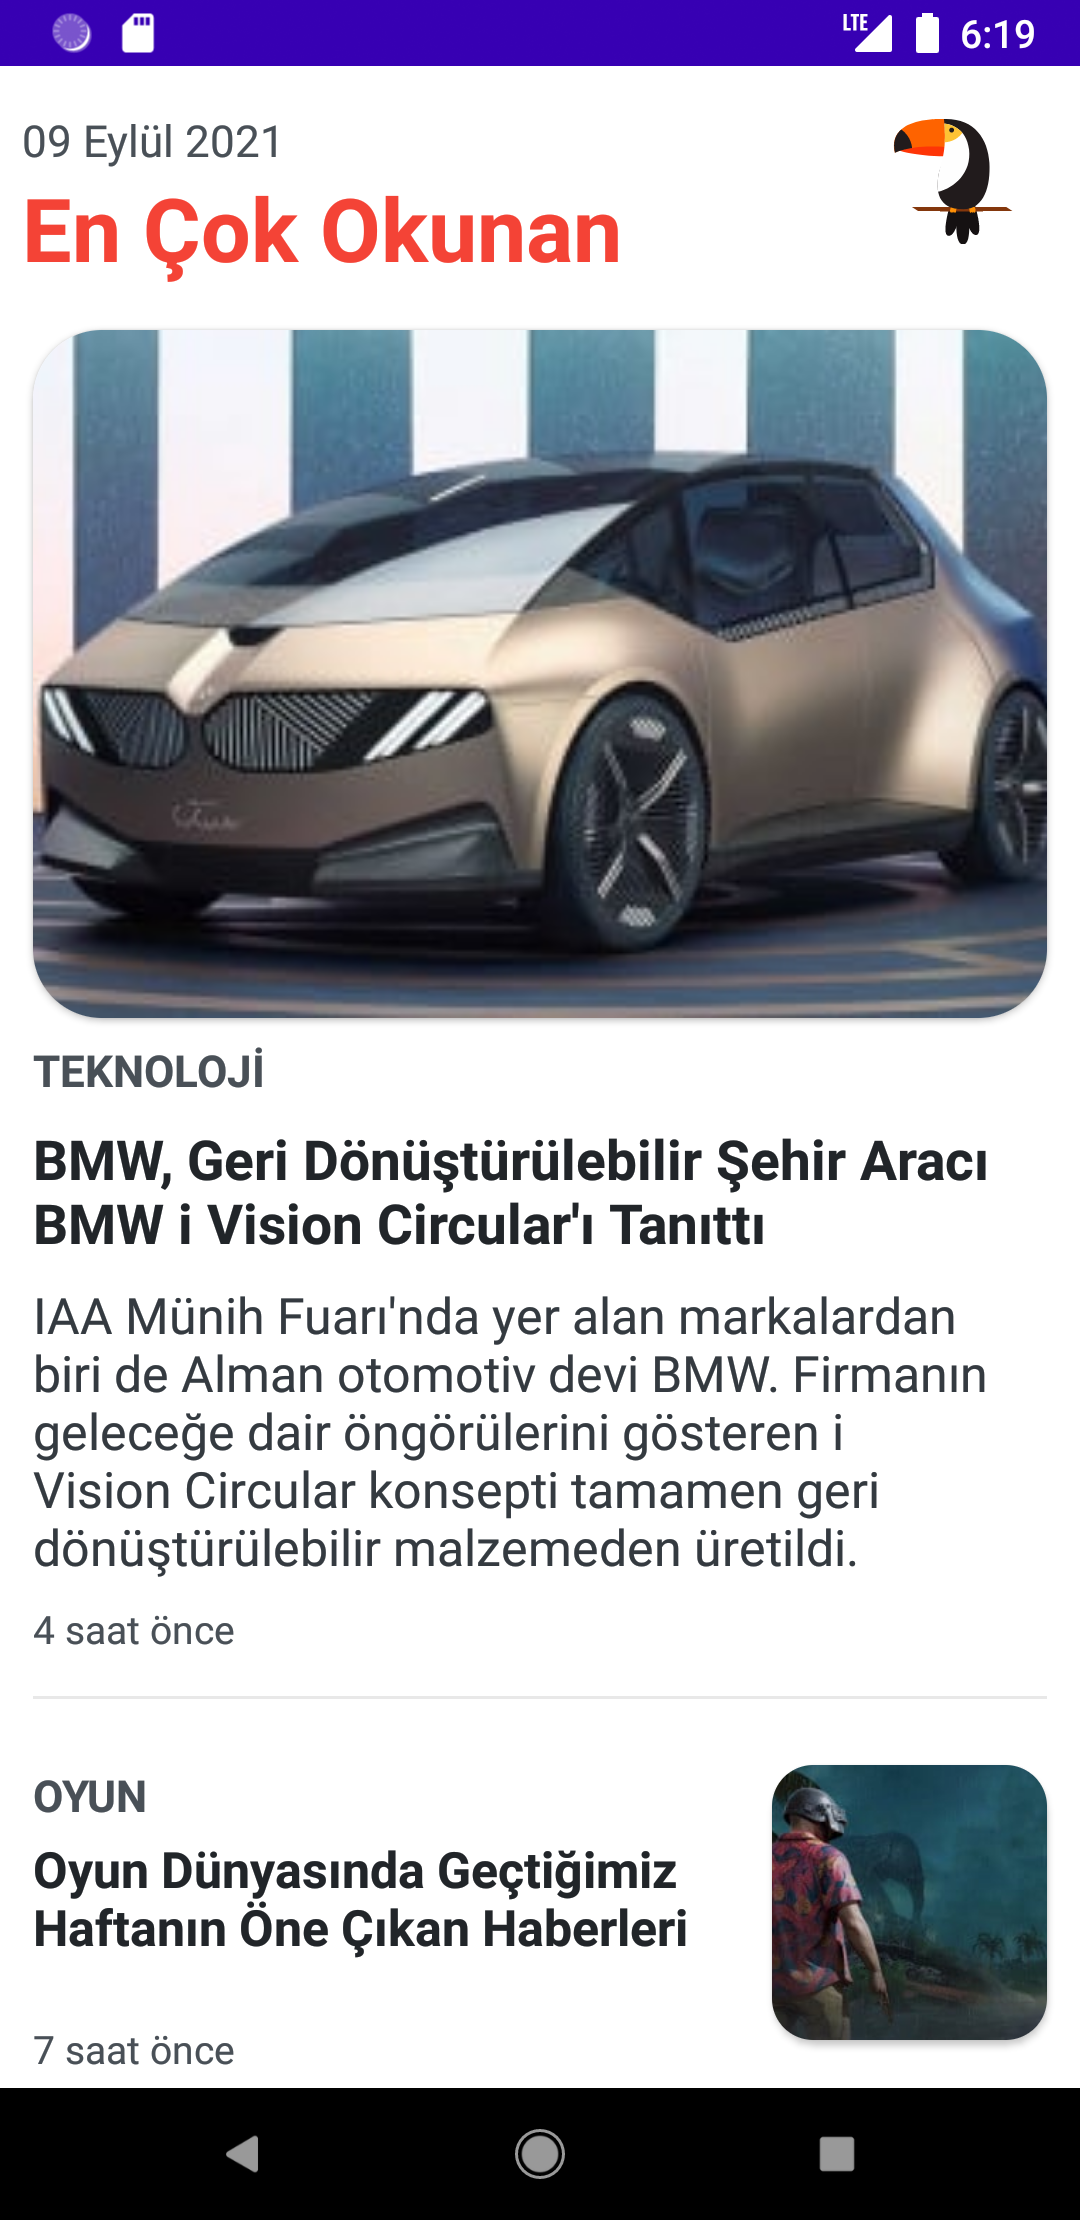 LTE 6:19
09 Eylül 2021
En Çok Okunan
TEKNOLOJİ
BMW, Geri Dönüştürülebilir Şehir Aracı
BMW i Vision Circular'ı Tanıttı
IAA Münih Fuarı'nda yer alan markalardan
biri de Alman otomotiv devi BMW. Firmanın
geleceğe dair öngörülerini gösteren i
Vision Circular konsepti tamamen geri
dönüştürülebilir malzemeden üretildi.
4 saat önce
OYUN
Oyun Dünyasında Geçtiğimiz
Haftanın Öne Çıkan Haberleri
7 saat önce